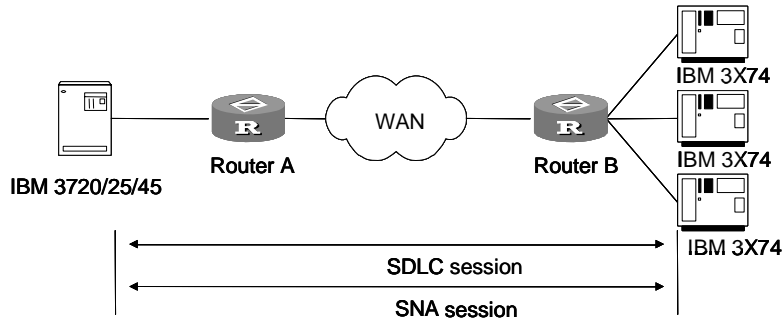 IBM 3X74
IBM 3X74
IBM 3X74
WAN
R
R
Router A
Router B
IBM 3720/25/45
SDLC session
SNA session